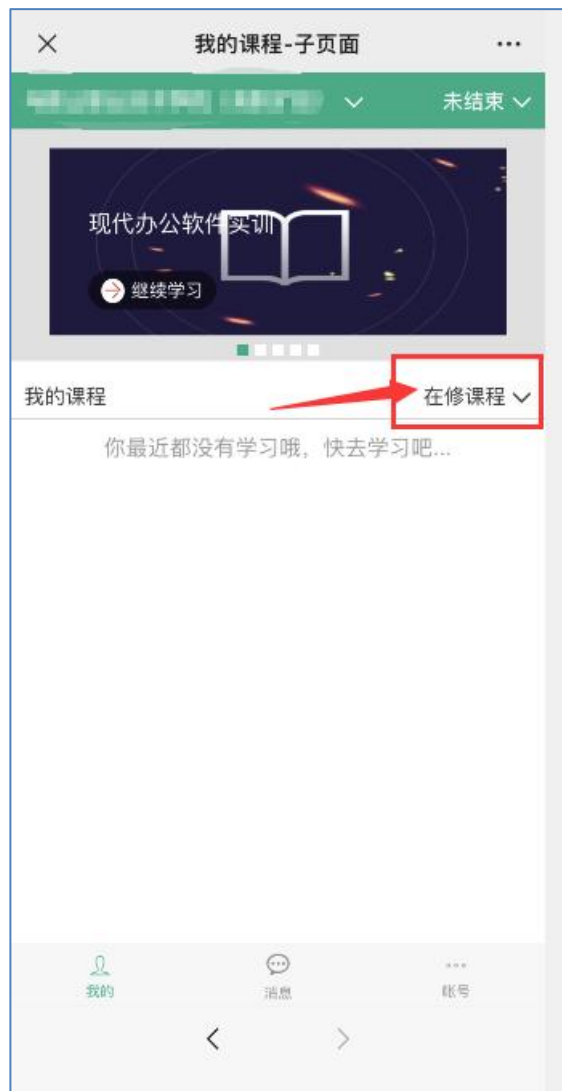 我的课程-子页面
未结束
现代办公软件实训
继续学习
我的课程
在修课程
你最近都没有学习哦，快去学习吧...
我的
消息
账号